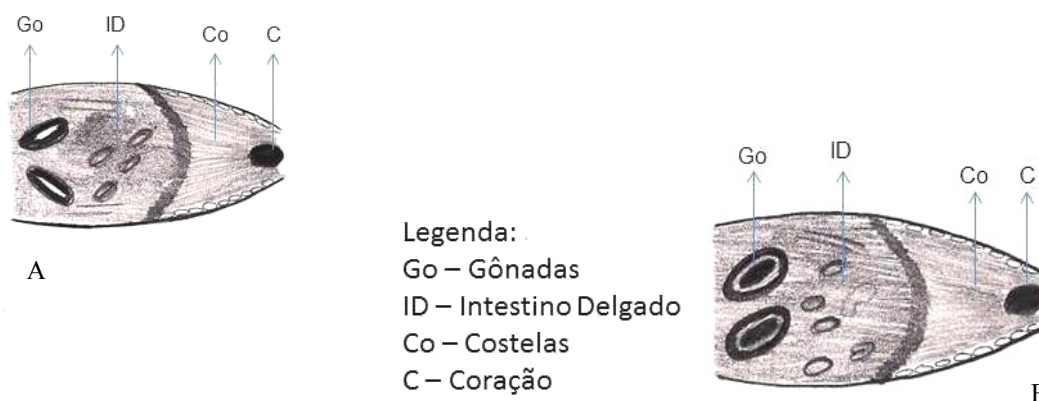 Go ID Co C
A
Go ID Co C
Legenda:
Go – Gônadas
ID – Intestino Delgado
Co – Costelas
C – Coração